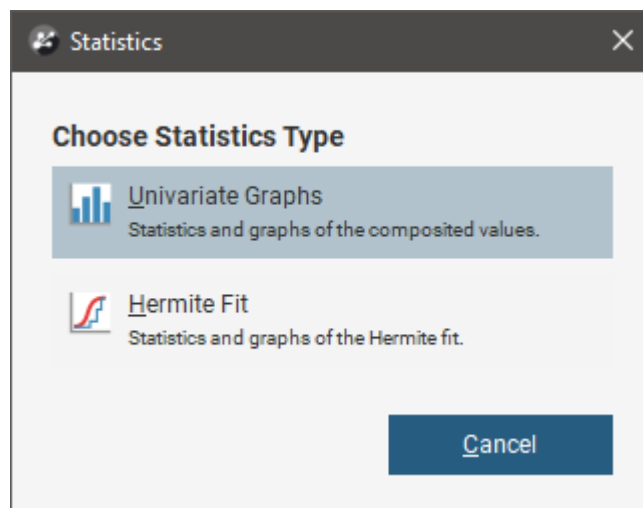 Statistics
Choose Statistics Type
Univariate Graphs
Statistics and graphs of the composited values.
Hermite Fit
Statistics and graphs of the Hermite fit.
Cancel